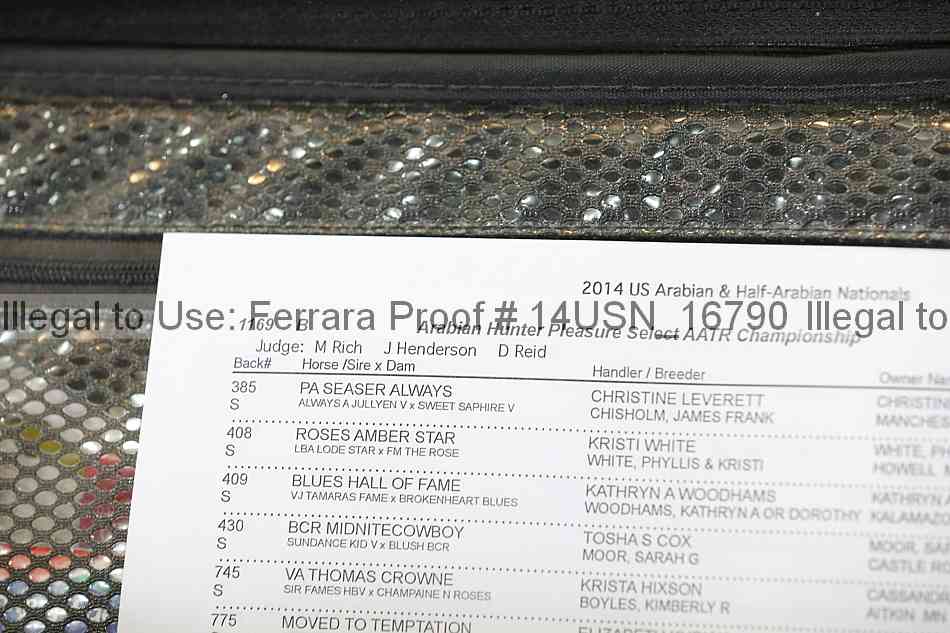 2014 US Arabian & Half-Arabian Nationals
Illegal to Use: Ferrara Proof # 14USN_16790 Illegal to
1169 B Arabian Hunter Pleasure Select AATR Championship
Judge: M Rich J Henderson D Reid
Back# Horse /Sire x Dam Handler / Breeder Owner
385 PA SEASER ALWAYS CHRISTINE LEVERETT
S ALWAYS A JULLYEN V x SWEET SAPHIRE V CHISHOLM, JAMES FRANK
408 ROSES AMBER STAR KRISTI WHITE WHITE, PH
S LBA LODE STAR x FM THE ROSE WHITE, PHYLLIS & KRISTI HOWELL
409 BLUES HALL OF FAME KATHRYN A WOODHAMS KATHRYN
S VJ TAMARAS FAME x BROKENHEART BLUES WOODHAMS, KATHRYN A OR DOROTHY KALAMAZO
430 BCR MIDNITECOWBOY TOSHA S COX MOOR, SA
S SUNDANCE KID V x BLUSH BCR MOOR, SARAH G CASTLE RO
745 VA THOMAS CROWNE KRISTA HIXSON CASSANDR
S SIR FAMES HBV x CHAMPAINE N ROSES BOYLES, KIMBERLY R AITKIN MN
775 MOVED TO TEMPTATION